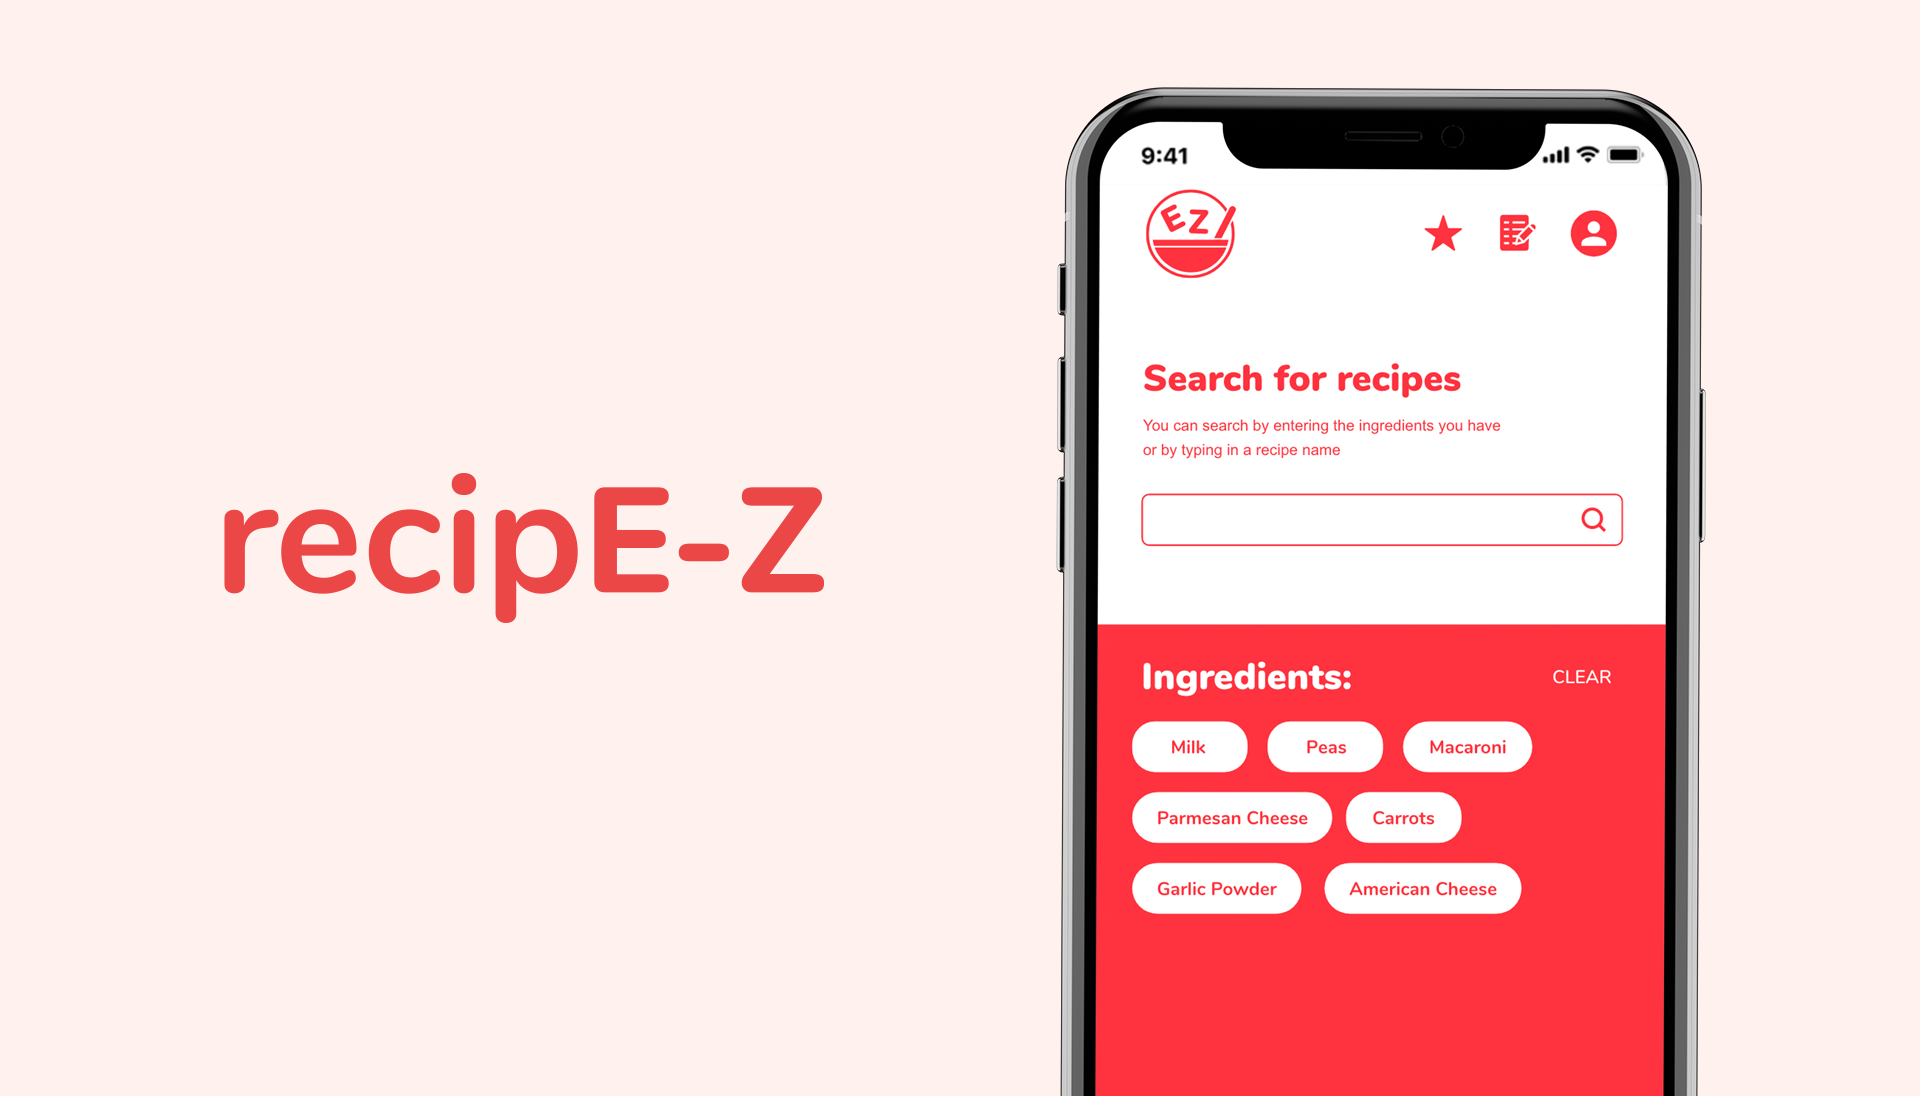 recipE-Z
9:41
EZ
Search for recipes
You can search by entering the ingredients you have
or by typing in a recipe name
Ingredients:
CLEAR
Milk
Peas
Macaroni
Parmesan Cheese
Carrots
Garlic Powder
American Cheese